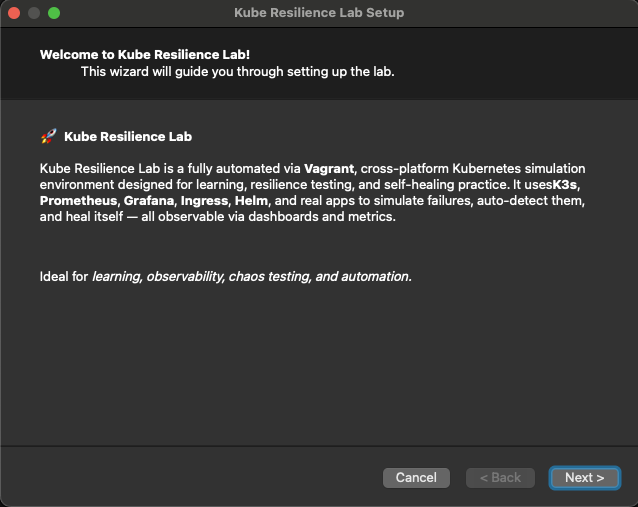 Kube Resilience Lab Setup
Welcome to Kube Resilience Lab!
This wizard will guide you through setting up the lab.
🚀 Kube Resilience Lab
Kube Resilience Lab is a fully automated via Vagrant, cross-platform Kubernetes simulation
environment designed for learning, resilience testing, and self-healing practice. It usesK3s,
Prometheus, Grafana, Ingress, Helm, and real apps to simulate failures, auto-detect them,
and heal itself — all observable via dashboards and metrics.
Ideal for learning, observability, chaos testing, and automation.
Cancel
< Back
Next >